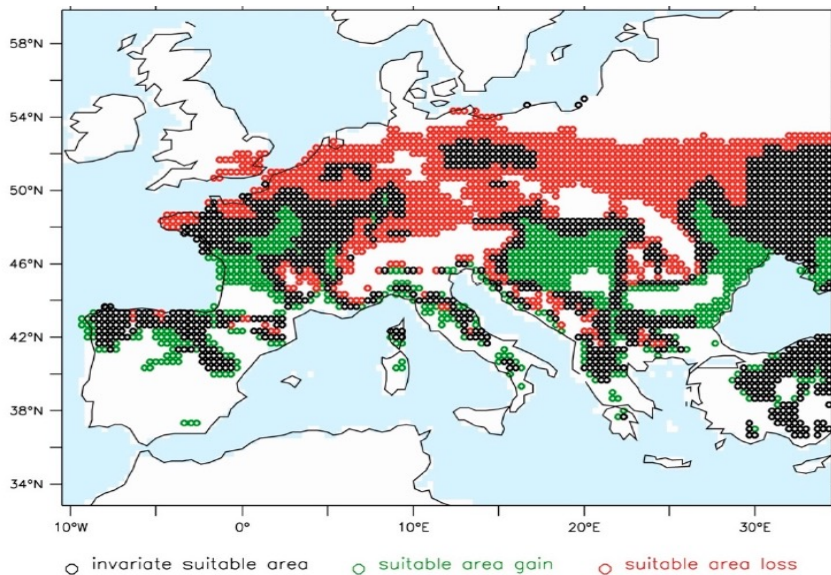 58°N
54°N
50°N
46°N
42°N
38°N
34°N
10°W 0° 10°E 20°E 30°E
invariate suitable area suitable area gain suitable area loss